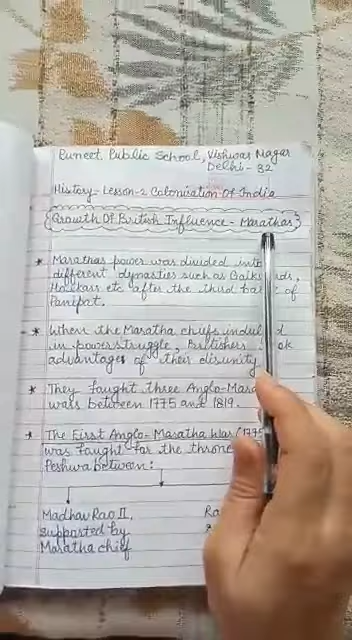 Puneet Public School, Vishwas Nagar
Delhi - 32
History - Lesson-2 Colonisation Of India
Growth Of British Influence - Marathas
* Marathas power was divided into
different dynasties such as
Holkars etc after the third of
Panipat.
* When the Maratha chiefs
in power struggle, Britishers
advantages of their disunity
* They fought three Anglo-
wars between 1775 and 1819.
* The First Anglo-Maratha War (1775
was fought for the throne
Peshwa between:
Madhav Rao II,
supported by
Maratha chief